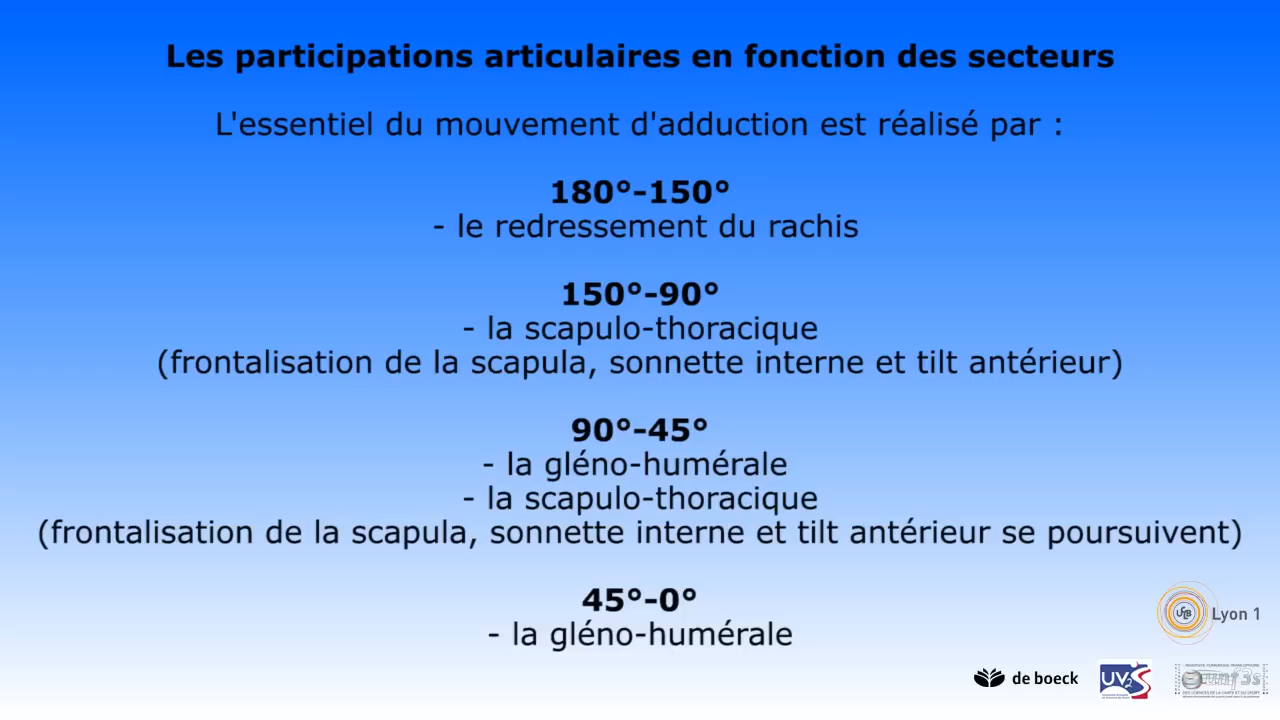 Les participations articulaires en fonction des secteurs
L'essentiel du mouvement d'adduction est réalisé par :
180°-150°
- le redressement du rachis
150°-90°
- la scapulo-thoracique
(frontalisation de la scapula, sonnette interne et tilt antérieur)
90°-45°
- la gléno-humérale
- la scapulo-thoracique
(frontalisation de la scapula, sonnette interne et tilt antérieur se poursuivent)
45°-0°
- la gléno-humérale
Lyon 1
de boeck
UV2S
unf3s